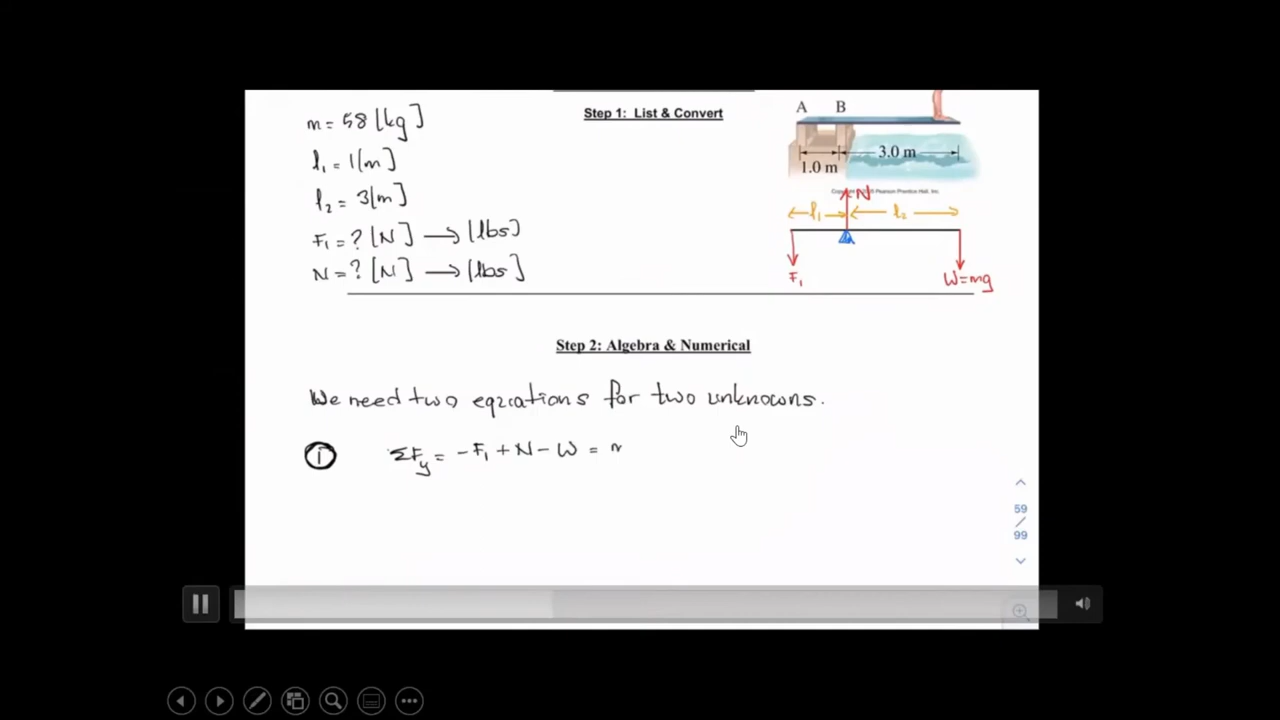 m = 58 [kg]
Step 1: List & Convert
A B
l₁ = 1[m]
3.0 m
1.0 m
l₂ = 3[m]
N
l₁ l₂
F₁ = ? [N] → [lbs]
N = ? [N] → [lbs]
F₁ W=mg
Step 2: Algebra & Numerical
We need two equations for two unknowns.
① ΣFy = -F₁ + N - W =
59
/
99